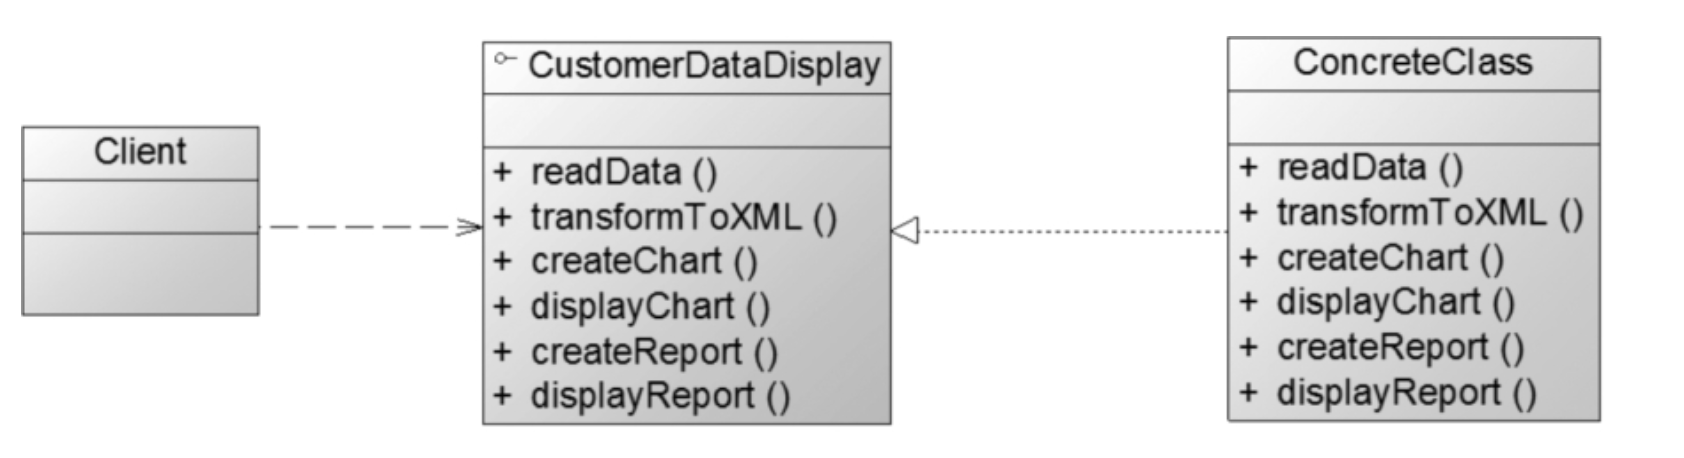 Client
CustomerDataDisplay
+ readData ()
+ transformToXML ()
+ createChart ()
+ displayChart ()
+ createReport ()
+ displayReport ()
ConcreteClass
+ readData ()
+ transformToXML ()
+ createChart ()
+ displayChart ()
+ createReport ()
+ displayReport ()